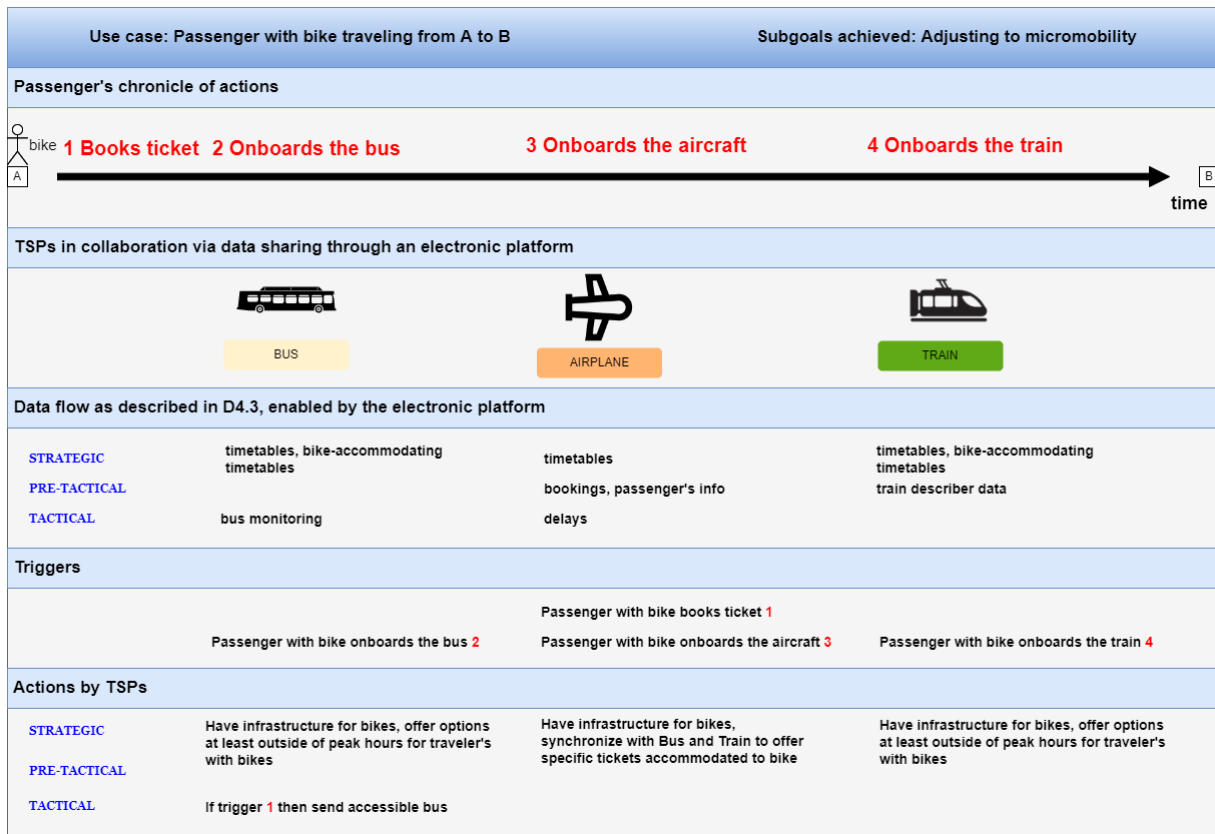 Use case: Passenger with bike traveling from A to B
Subgoals achieved: Adjusting to micromobility
Passenger's chronicle of actions
bike
1 Books ticket
2 Onboards the bus
3 Onboards the aircraft
4 Onboards the train
A
B
time
TSPs in collaboration via data sharing through an electronic platform
BUS
AIRPLANE
TRAIN
Data flow as described in D4.3, enabled by the electronic platform
STRATEGIC
timetables, bike-accommodating
timetables
timetables
timetables, bike-accommodating
timetables
PRE-TACTICAL
bookings, passenger's info
train describer data
TACTICAL
bus monitoring
delays
Triggers
Passenger with bike books ticket 1
Passenger with bike onboards the bus 2
Passenger with bike onboards the aircraft 3
Passenger with bike onboards the train 4
Actions by TSPs
STRATEGIC
Have infrastructure for bikes, offer options
at least outside of peak hours for traveler's
with bikes
Have infrastructure for bikes,
synchronize with Bus and Train to offer
specific tickets accommodated to bike
Have infrastructure for bikes, offer options
at least outside of peak hours for traveler's
with bikes
PRE-TACTICAL
TACTICAL
If trigger 1 then send accessible bus